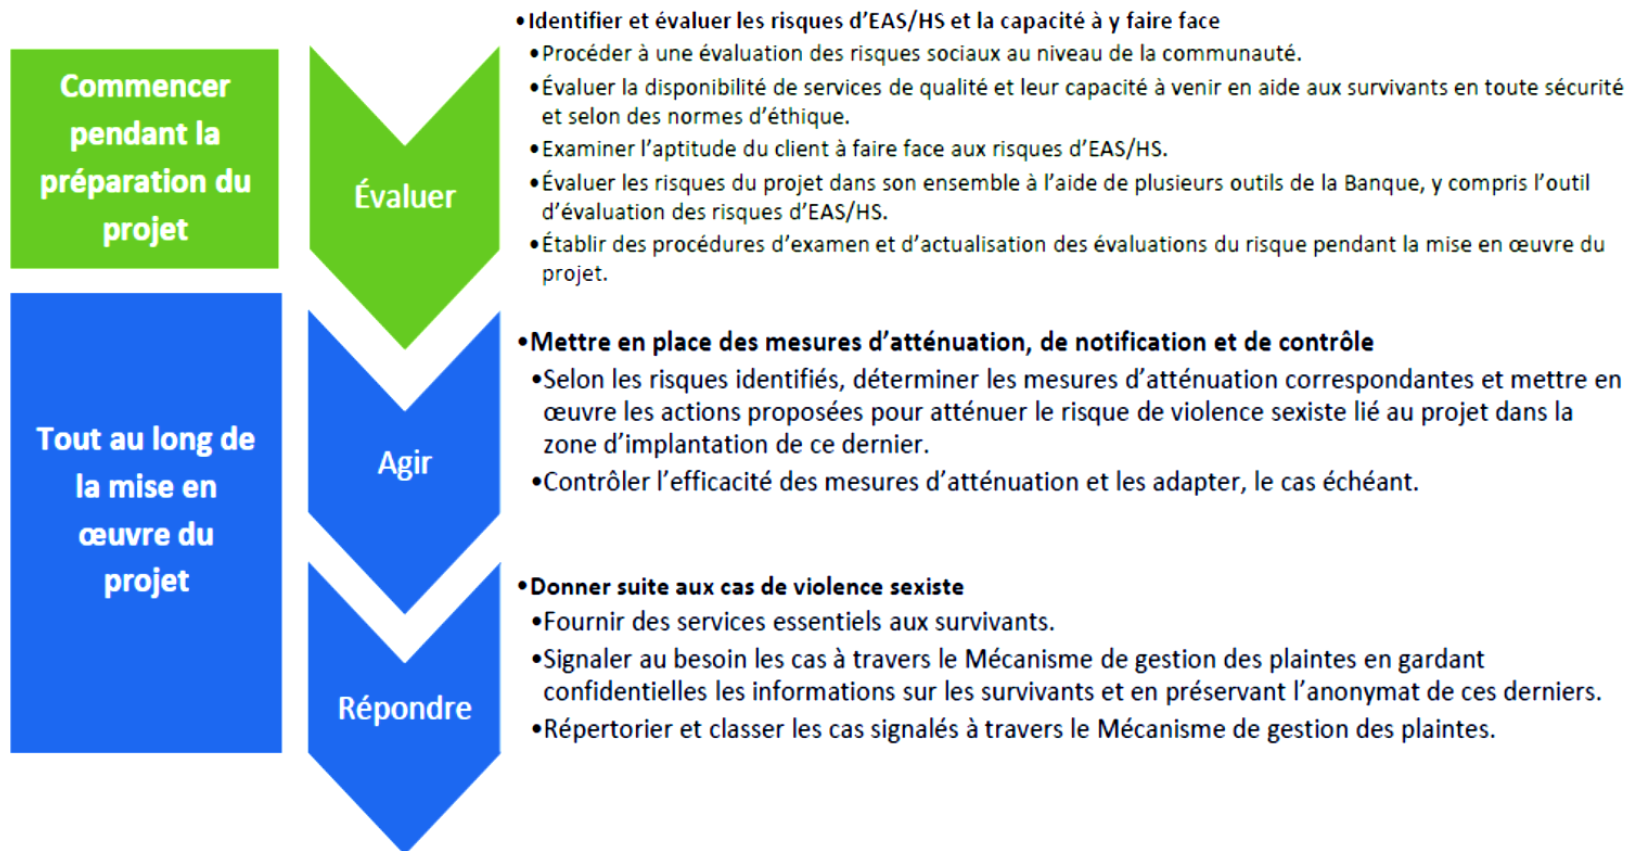 Commencer
pendant la
préparation du
projet
Évaluer
•Identifier et évaluer les risques d’EAS/HS et la capacité à y faire face
•Procéder à une évaluation des risques sociaux au niveau de la communauté.
•Évaluer la disponibilité de services de qualité et leur capacité à venir en aide aux survivants en toute sécurité
et selon des normes d’éthique.
•Examiner l’aptitude du client à faire face aux risques d’EAS/HS.
•Évaluer les risques du projet dans son ensemble à l’aide de plusieurs outils de la Banque, y compris l’outil
d’évaluation des risques d’EAS/HS.
•Établir des procédures d’examen et d’actualisation des évaluations du risque pendant la mise en œuvre du
projet.
Tout au long de
la mise en
œuvre du
projet
Agir
•Mettre en place des mesures d’atténuation, de notification et de contrôle
•Selon les risques identifiés, déterminer les mesures d’atténuation correspondantes et mettre en
œuvre les actions proposées pour atténuer le risque de violence sexiste lié au projet dans la
zone d’implantation de ce dernier.
•Contrôler l’efficacité des mesures d’atténuation et les adapter, le cas échéant.
Répondre
•Donner suite aux cas de violence sexiste
•Fournir des services essentiels aux survivants.
•Signaler au besoin les cas à travers le Mécanisme de gestion des plaintes en gardant
confidentielles les informations sur les survivants et en préservant l’anonymat de ces derniers.
•Répertorier et classer les cas signalés à travers le Mécanisme de gestion des plaintes.